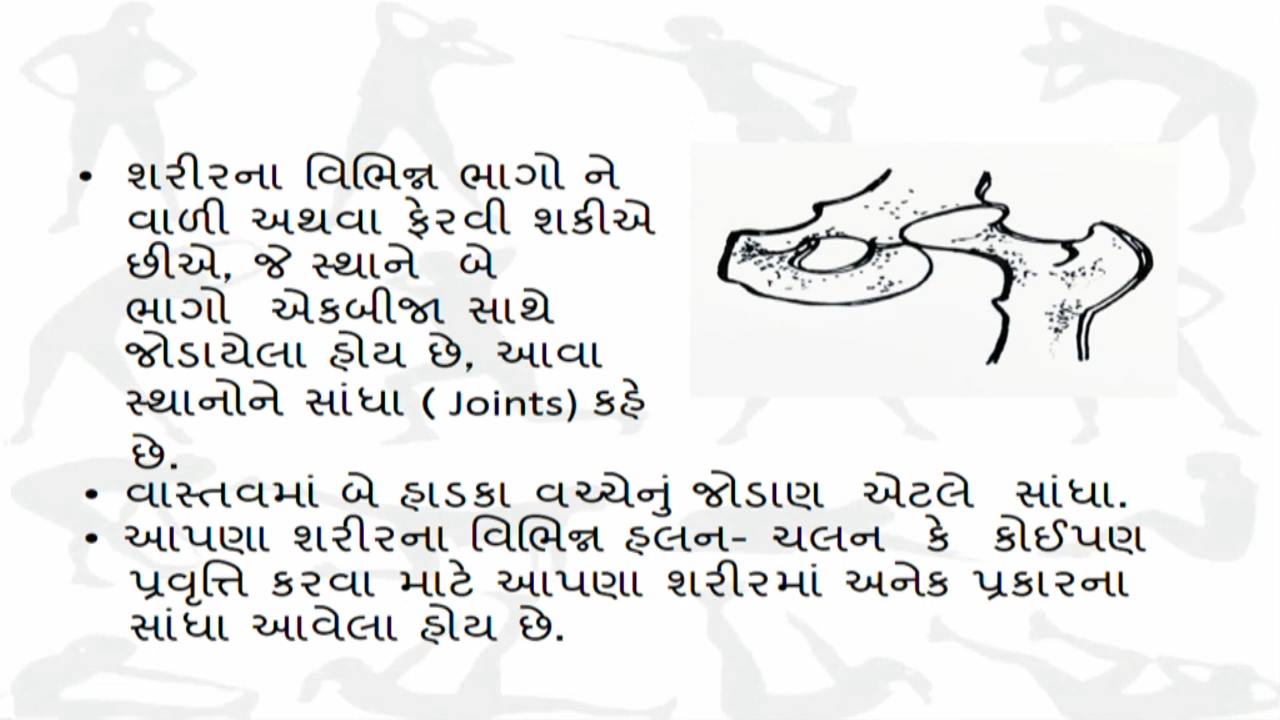 • શરીરના વિભિન્ન ભાગો ને
વાળી અથવા ફેરવી શકીએ
છીએ, જે સ્થાને બે
ભાગો એકબીજા સાથે
જોડાયેલા હોય છે, આવા
સ્થાનોને સાંધા ( Joints) કહે
છે.
• વાસ્તવમાં બે હાડકા વચ્ચેનું જોડાણ એટલે સાંધા.
• આપણા શરીરના વિભિન્ન હલન- ચલન કે કોઈપણ
પ્રવૃત્તિ કરવા માટે આપણા શરીરમાં અનેક પ્રકારના
સાંધા આવેલા હોય છે.